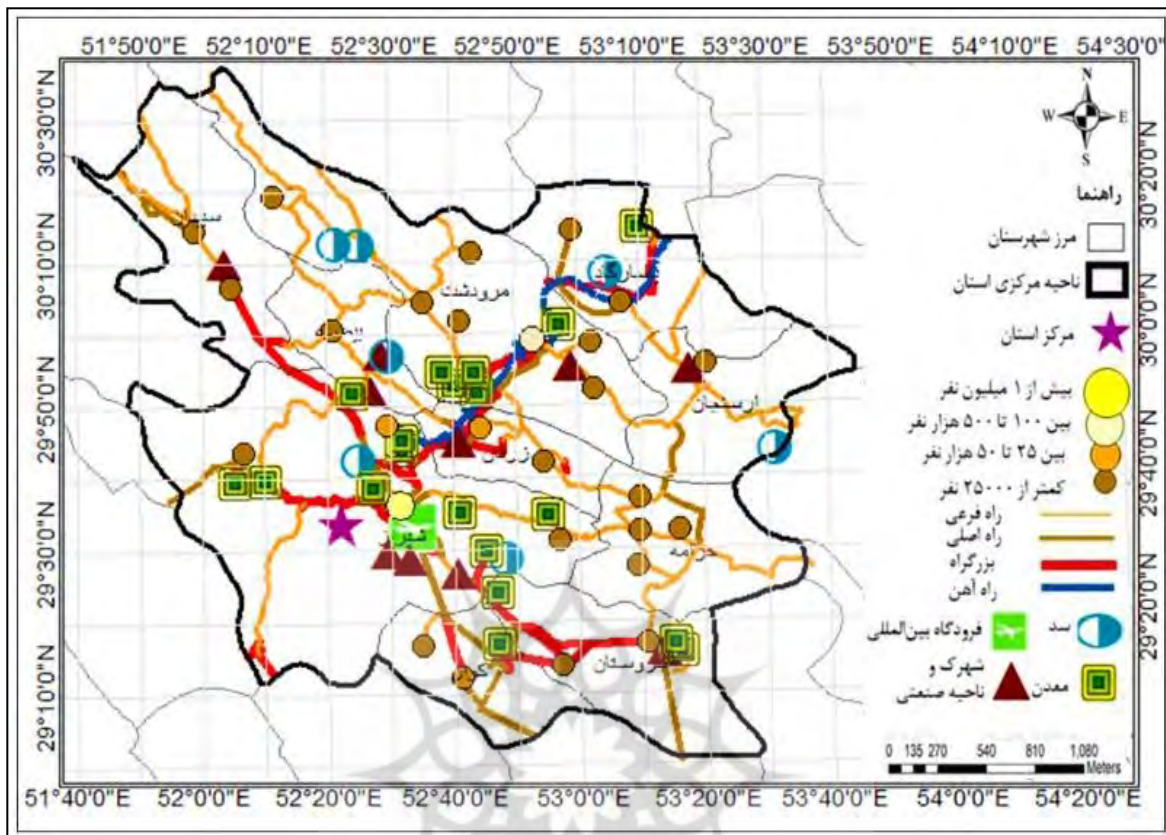 51°50'0"E 52°10'0"E 52°30'0"E 52°50'0"E 53°10'0"E 53°30'0"E 53°50'0"E 54°10'0"E 54°30'0"E
30°30'0"N
30°10'0"N
29°50'0"N
29°30'0"N
29°10'0"N
30°20'0"N
30°0'0"N
29°40'0"N
29°20'0"N
N
W E
S
راهنما
مرز شهرستان
ناحیه مرکزی استان
مرکز استان
بیش از ۱ میلیون نفر
بین ۱۰۰ تا ۵۰۰ هزار نفر
بین ۲۵ تا ۵۰ هزار نفر
کمتر از ۲۵۰۰۰ نفر
راه فرعی
راه اصلی
بزرگراه
راه آهن
سد
فرودگاه بین‌المللی
معدن
شهرک و
ناحیه صنعتی
0 135 270 540 810 1,080
Meters
مرودشت
ارسنجان
زرقان
خرامه
51°40'0"E 52°0'0"E 52°20'0"E 52°40'0"E 53°0'0"E 53°20'0"E 53°40'0"E 54°0'0"E 54°20'0"E